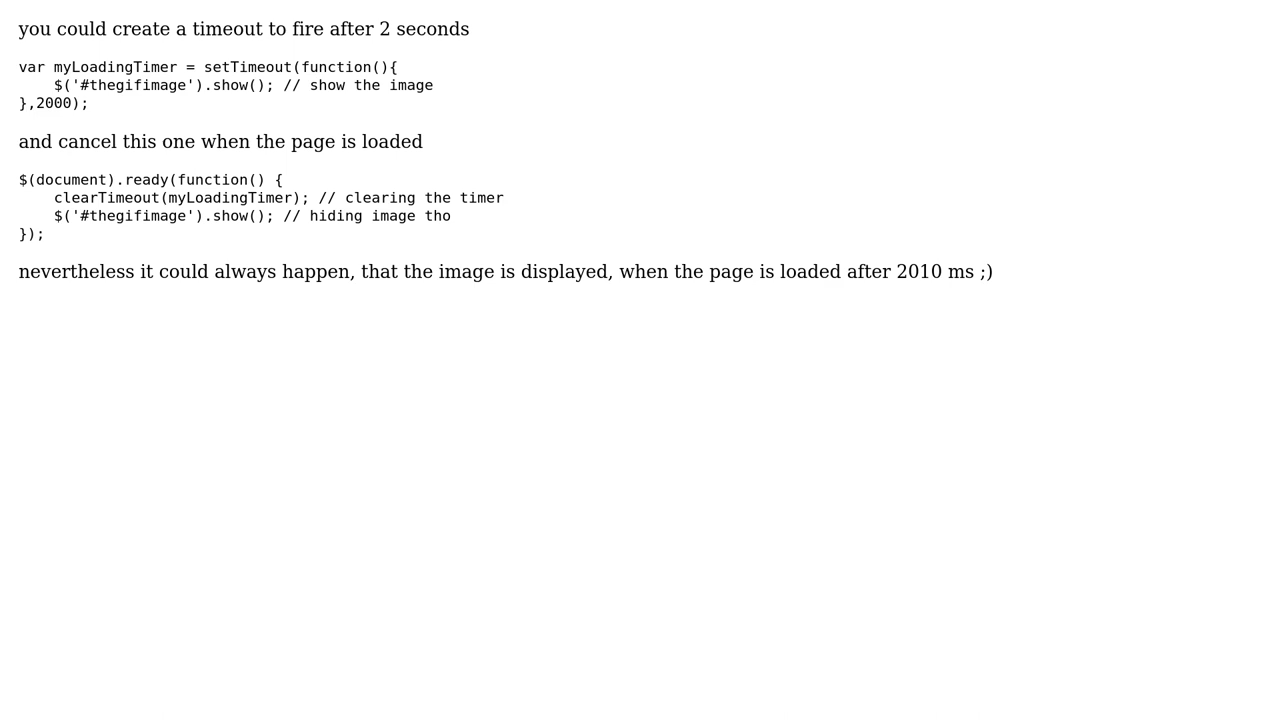 you could create a timeout to fire after 2 seconds
var myLoadingTimer = setTimeout(function(){
    $('#thegifimage').show(); // show the image
},2000);
and cancel this one when the page is loaded
$(document).ready(function() {
    clearTimeout(myLoadingTimer); // clearing the timer
    $('#thegifimage').show(); // hiding image tho
});
nevertheless it could always happen, that the image is displayed, when the page is loaded after 2010 ms ;)